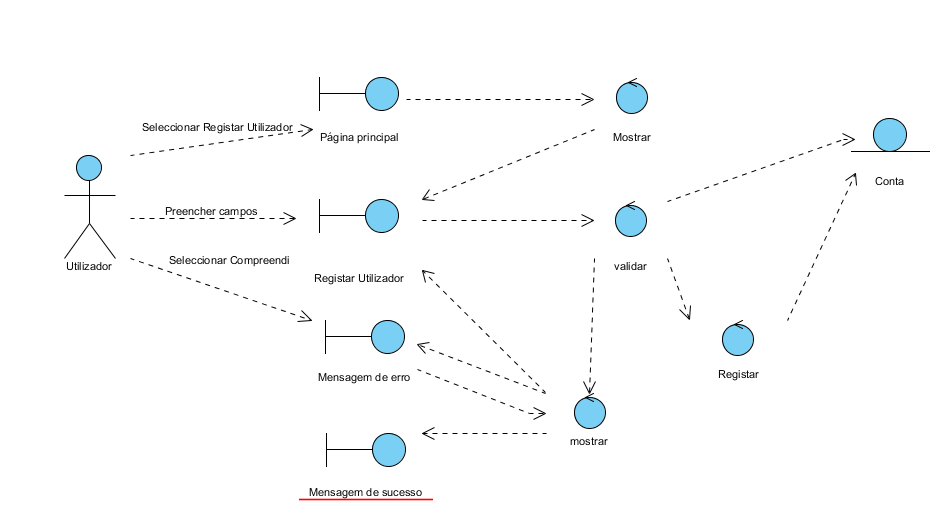 Seleccionar Registar Utilizador
Página principal
Mostrar
Conta
Preencher campos
Utilizador
Seleccionar Compreendi
Registar Utilizador
validar
Mensagem de erro
Registar
mostrar
Mensagem de sucesso